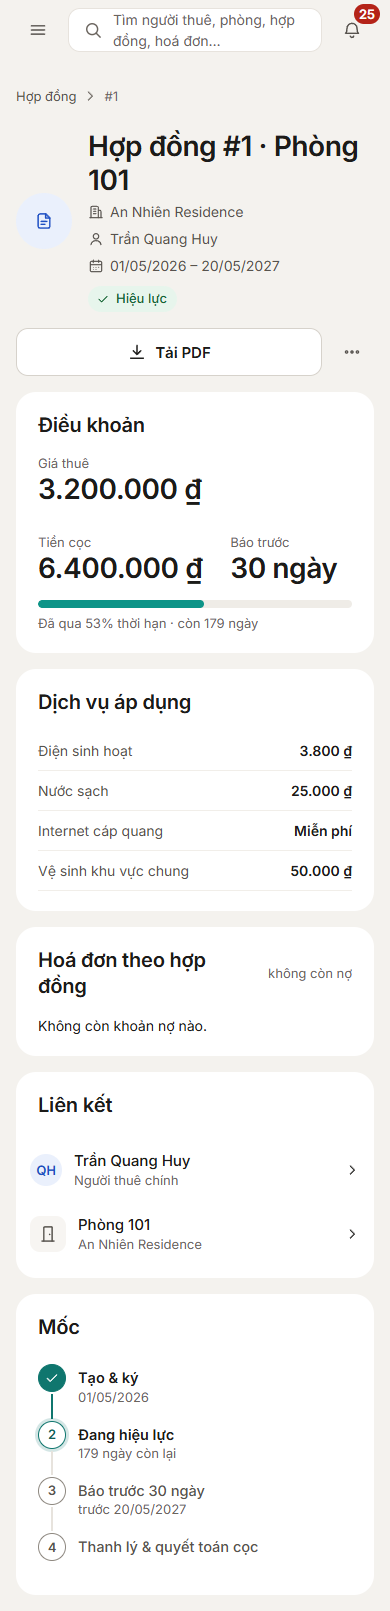 Tìm người thuê, phòng, hợp
đồng, hoá đơn...
25
Hợp đồng > #1
Hợp đồng #1 · Phòng
101
An Nhiên Residence
Trần Quang Huy
01/05/2026 – 20/05/2027
Hiệu lực
Tải PDF
Điều khoản
Giá thuê
3.200.000 ₫
Tiền cọc Báo trước
6.400.000 ₫ 30 ngày
Đã qua 53% thời hạn · còn 179 ngày
Dịch vụ áp dụng
Điện sinh hoạt 3.800 ₫
Nước sạch 25.000 ₫
Internet cáp quang Miễn phí
Vệ sinh khu vực chung 50.000 ₫
Hoá đơn theo hợp
đồng
không còn nợ
Không còn khoản nợ nào.
Liên kết
QH
Trần Quang Huy
Người thuê chính
Phòng 101
An Nhiên Residence
Mốc
Tạo & ký
01/05/2026
2 Đang hiệu lực
179 ngày còn lại
3 Báo trước 30 ngày
trước 20/05/2027
4 Thanh lý & quyết toán cọc